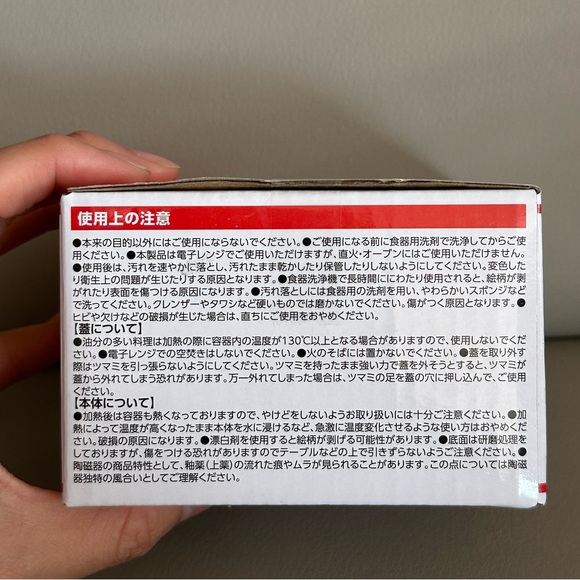 使用上の注意
●本来の目的以外にはご使用にならないでください。●ご使用になる前に食器用洗剤で洗浄してからご使
用ください。●本製品は電子レンジでご使用いただけますが、直火・オーブンにはご使用いただけません。
●使用後は、汚れを速やかに落とし、汚れたまま乾かしたり保管したりしないようにしてください。変色した
り衛生上の問題が生じたりする原因となります。●食器洗浄機で長時間にわたり使用されると、絵柄が剥
がれたり表面を傷つける原因になります。●汚れ落としには食器用の洗剤を用い、やわらかいスポンジなど
で洗ってください。クレンザーやタワシなど硬いものでは磨かないでください。傷がつく原因となります。●
ヒビや欠けなどの破損が生じた場合は、直ちにご使用をおやめください。
【蓋について】
●油分の多い料理は加熱の際に容器内の温度が130℃以上となる場合がありますので、使用しないでくだ
さい。●電子レンジでの空焚きはしないでください。●火のそばには置かないでください。●蓋を取り外す
際はツマミを引っ張らないようにしてください。ツマミを持ったまま強い力で蓋を外そうとすると、ツマミが
蓋から外れてしまう恐れがあります。万一外れてしまった場合は、ツマミの足を蓋の穴に押し込んで、ご使用
ください。
【本体について】
●加熱後は容器も熱くなっておりますので、やけどをしないようお取り扱いには十分ご注意ください。●加
熱によって温度が高くなったまま本体を水に浸けるなど、急激に温度変化させるような使い方はおやめくだ
さい。破損の原因になります。●漂白剤を使用すると絵柄が剥げる可能性があります。●底面は研磨処理を
しておりますが、傷をつける恐れがありますのでテーブルなどの上で引きずらないようご注意ください。●
陶磁器の商品特性として、釉薬(上薬)の流れた痕やムラが見られることがあります。この点については陶磁
器独特の風合いとしてご理解ください。